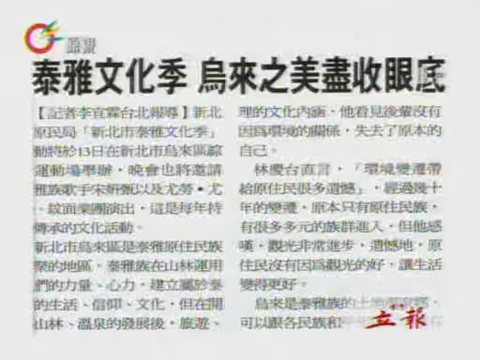 泰雅文化季 烏來之美盡收眼底
【記者李宜霖台北報導】新北
原民局「新北市泰雅文化季」
動將於13日在新北市烏來區綜
運動場舉辦，晚會也將邀請
雅族歌手宋妍甄以及尤勞·尤
、紋面樂團演出，這是每年持
傳承的文化活動。
新北市烏來區是泰雅原住民族
聚的地區，泰雅族在山林運用
們的力量、心力，建立屬於泰
的生活、信仰、文化，但在開
山林、溫泉的發展後，旅遊、
理的文化內涵，他看見後輩沒有
因為環境的關係，失去了原本的
自己。
林慶台直言，「環境變遷帶
給原住民很多遺憾」，經過幾十
年的變遷，原本只有原住民族，
有很多多元的族群進入，但他感
嘆，觀光非常進步，遺憾地，原
住民沒有因為觀光的好，讓生活
變得更好。
烏來是泰雅族的土地
可以跟各民族和
立報